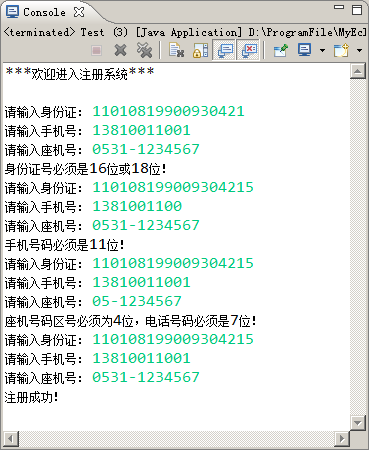 Console
<terminated> Test (3) [Java Application] D:\ProgramFile\MyEcl
***欢迎进入注册系统***
请输入身份证: 11010819900930421
请输入手机号: 13810011001
请输入座机号: 0531-1234567
身份证号必须是16位或18位!
请输入身份证: 110108199009304215
请输入手机号: 1381001100
请输入座机号: 0531-1234567
手机号码必须是11位!
请输入身份证: 110108199009304215
请输入手机号: 13810011001
请输入座机号: 05-1234567
座机号码区号必须为4位，电话号码必须是7位!
请输入身份证: 110108199009304215
请输入手机号: 13810011001
请输入座机号: 0531-1234567
注册成功!